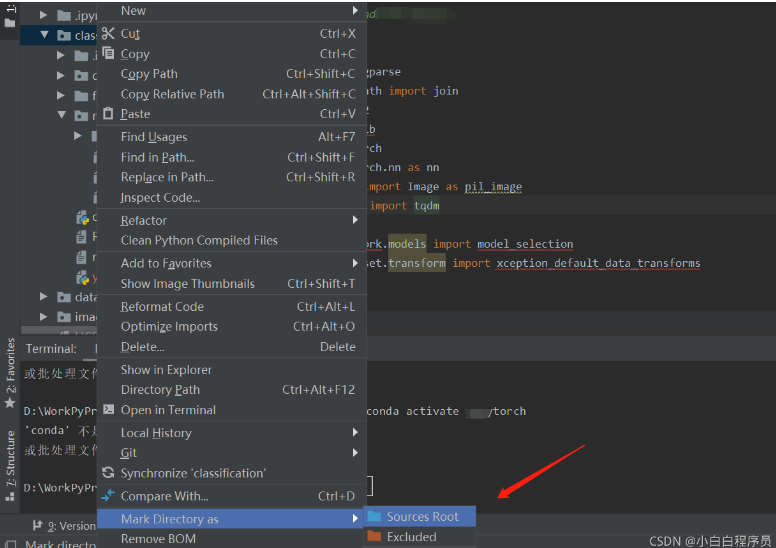 1:
.ipyn
New
class
Cut Ctrl+X
Copy Ctrl+C
Copy Path Ctrl+Shift+C
Copy Relative Path Ctrl+Alt+Shift+C
Paste Ctrl+V
Find Usages Alt+F7
Find in Path... Ctrl+Shift+F
Replace in Path... Ctrl+Shift+R
Inspect Code...
Refactor
Clean Python Compiled Files
Add to Favorites
Show Image Thumbnails Ctrl+Shift+T
Reformat Code Ctrl+Alt+L
Optimize Imports Ctrl+Alt+O
Delete... Delete
Show in Explorer
Directory Path Ctrl+Alt+F12
Open in Terminal
Local History
Git
Synchronize 'classification'
Compare With... Ctrl+D
Mark Directory as
Remove BOM
Sources Root
Excluded
gparse
ath import join
rch
rch.nn as nn
import Image as pil_image
import tqdm
ork.models import model_selection
set.transform import xception_default_data_transforms
data
imag
Terminal:
或批处理文件
D:\WorkPyPr
conda activate
ytorch
'conda' 不是
或批处理文件
D:\WorkPyPr
2: Favorites
7: Structure
9: Version
Mark directo
CSDN @小白白程序员